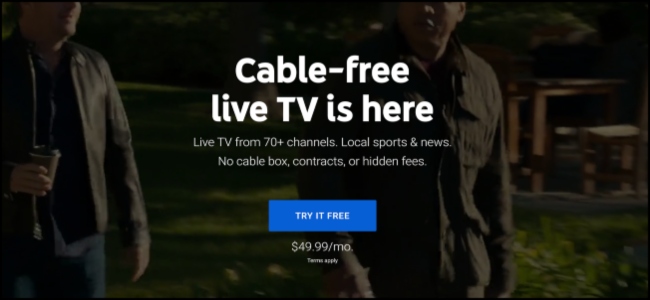 Cable-free
live TV is here
Live TV from 70+ channels. Local sports & news.
No cable box, contracts, or hidden fees.
TRY IT FREE
$49.99/mo.
Terms apply